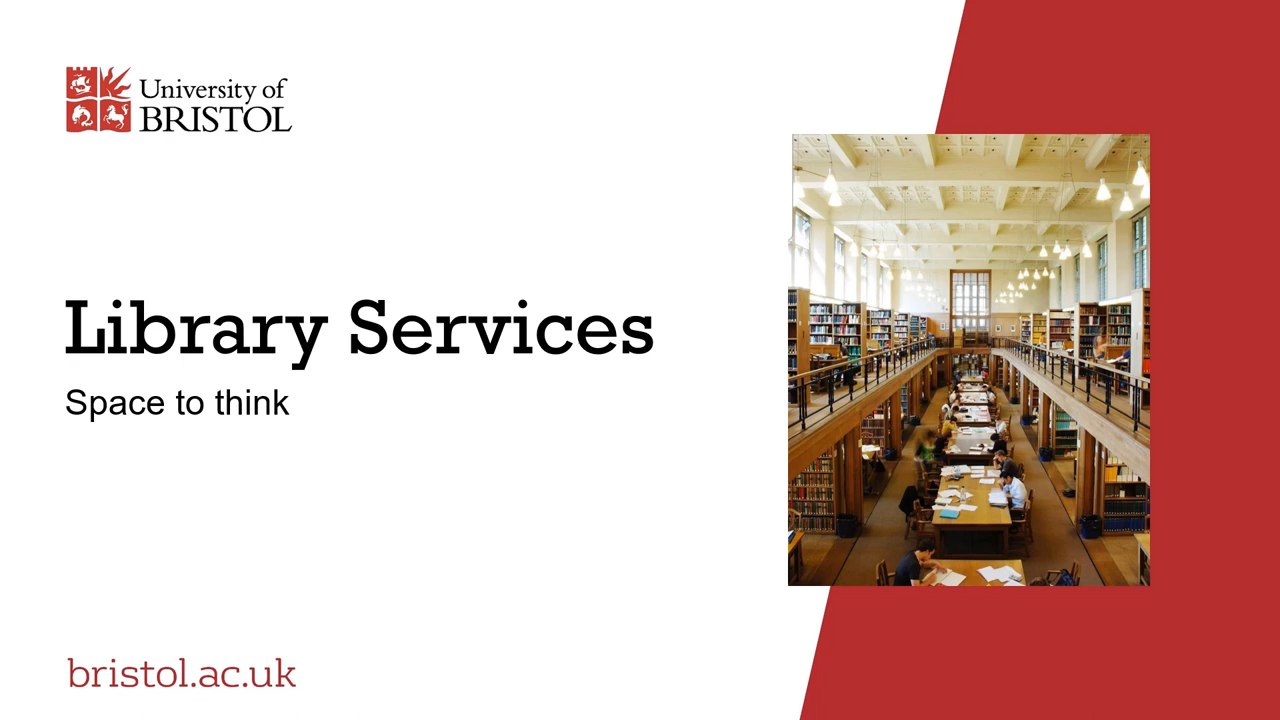 University of
BRISTOL
Library Services
Space to think
bristol.ac.uk